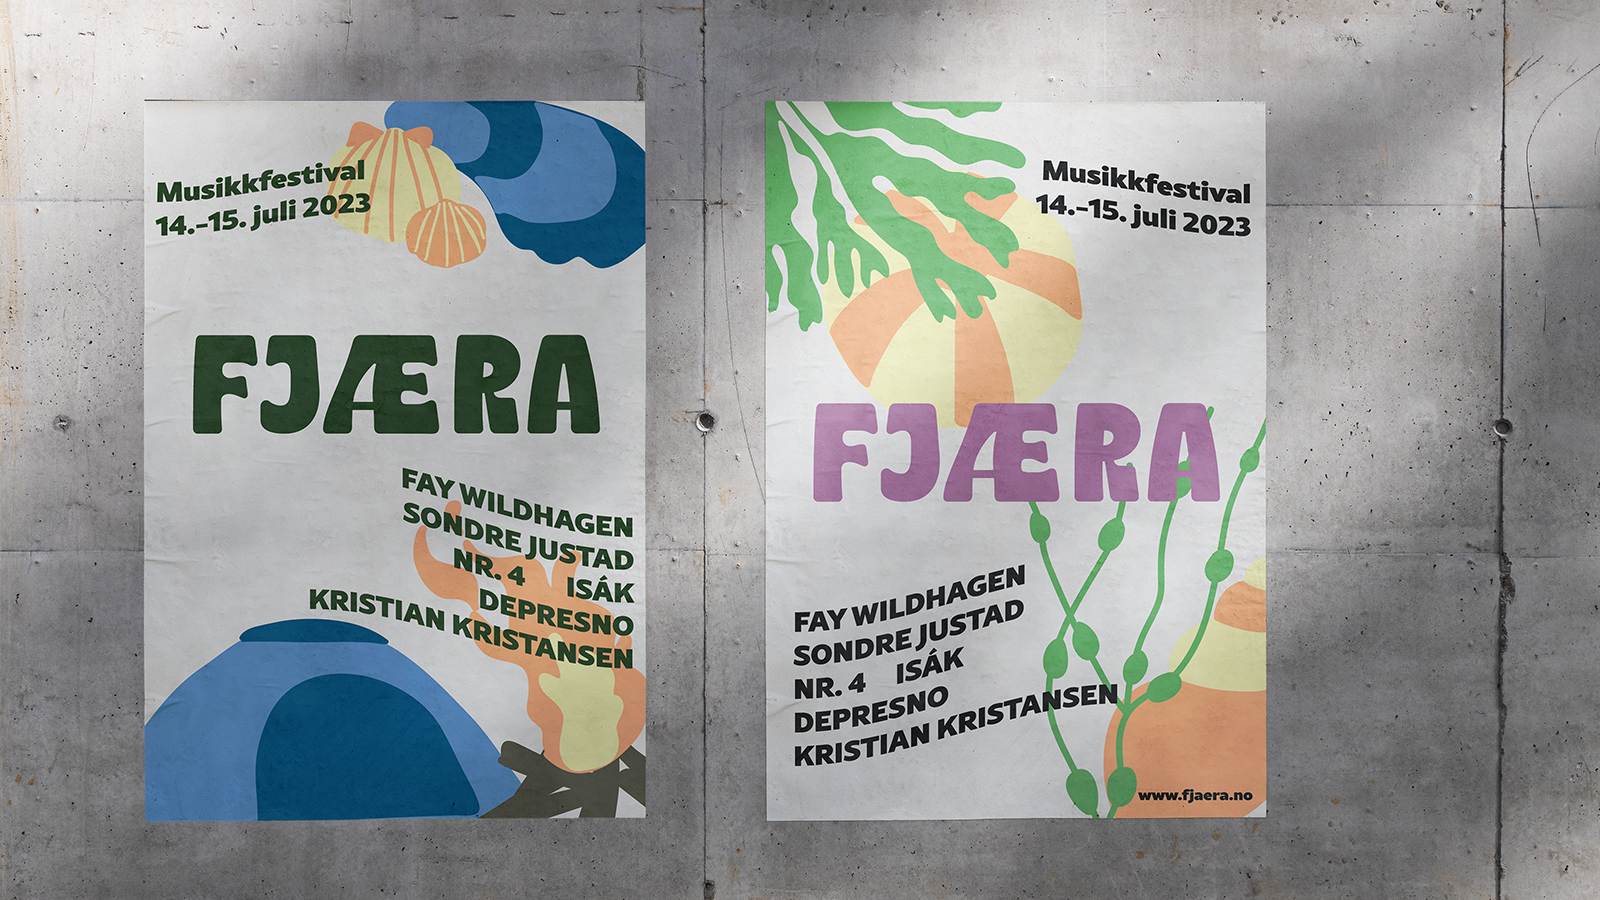 Musikkfestival
14.–15. juli 2023
FJÆRA
FAY WILDHAGEN
SONDRE JUSTAD
NR. 4 ISÁK
DEPRESNO
KRISTIAN KRISTANSEN
Musikkfestival
14.–15. juli 2023
FJÆRA
FAY WILDHAGEN
SONDRE JUSTAD
NR. 4 ISÁK
DEPRESNO
KRISTIAN KRISTANSEN
www.fjaera.no